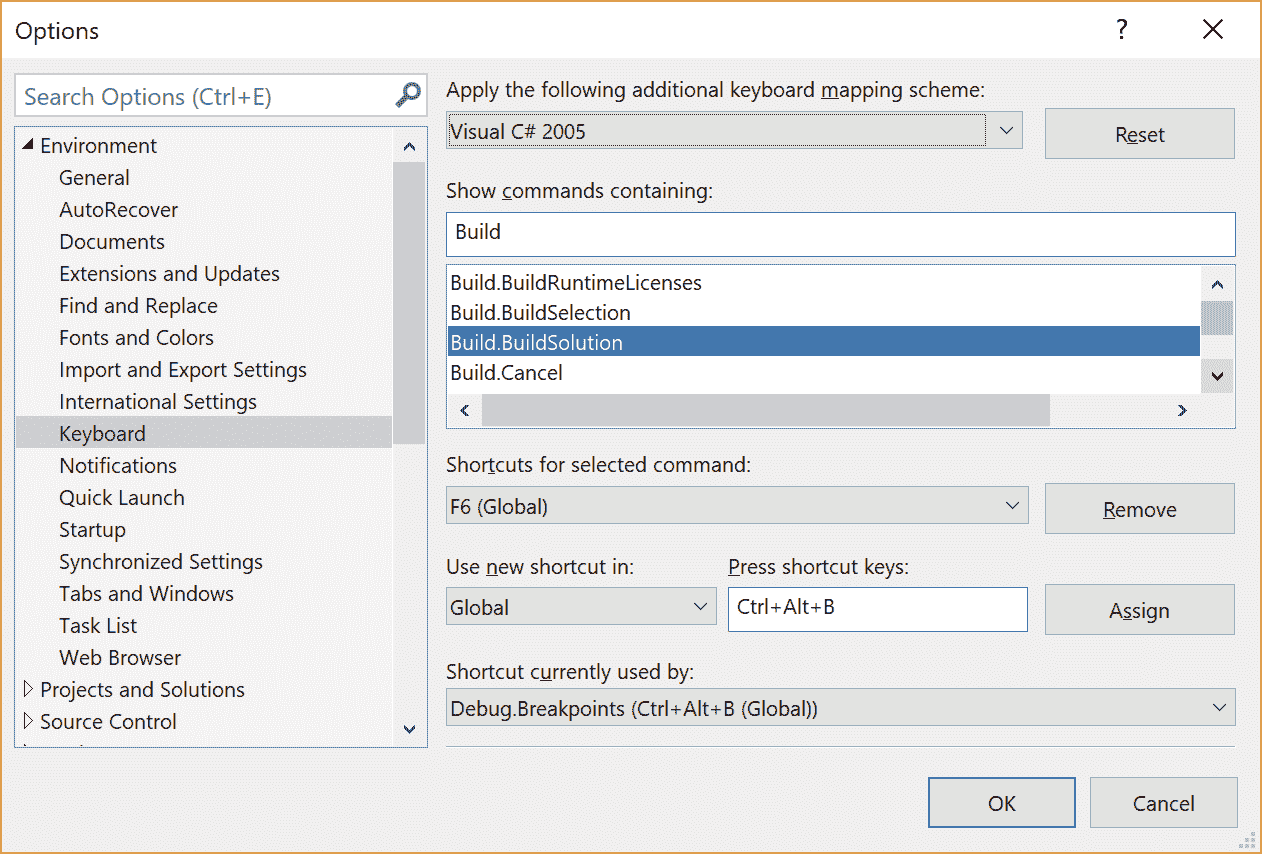 Options
?
Search Options (Ctrl+E)
Environment
General
AutoRecover
Documents
Extensions and Updates
Find and Replace
Fonts and Colors
Import and Export Settings
International Settings
Keyboard
Notifications
Quick Launch
Startup
Synchronized Settings
Tabs and Windows
Task List
Web Browser
Projects and Solutions
Source Control
Apply the following additional keyboard mapping scheme:
Visual C# 2005
Reset
Show commands containing:
Build
Build.BuildRuntimeLicenses
Build.BuildSelection
Build.BuildSolution
Build.Cancel
Shortcuts for selected command:
F6 (Global)
Remove
Use new shortcut in:
Press shortcut keys:
Global
Ctrl+Alt+B
Assign
Shortcut currently used by:
Debug.Breakpoints (Ctrl+Alt+B (Global))
OK
Cancel